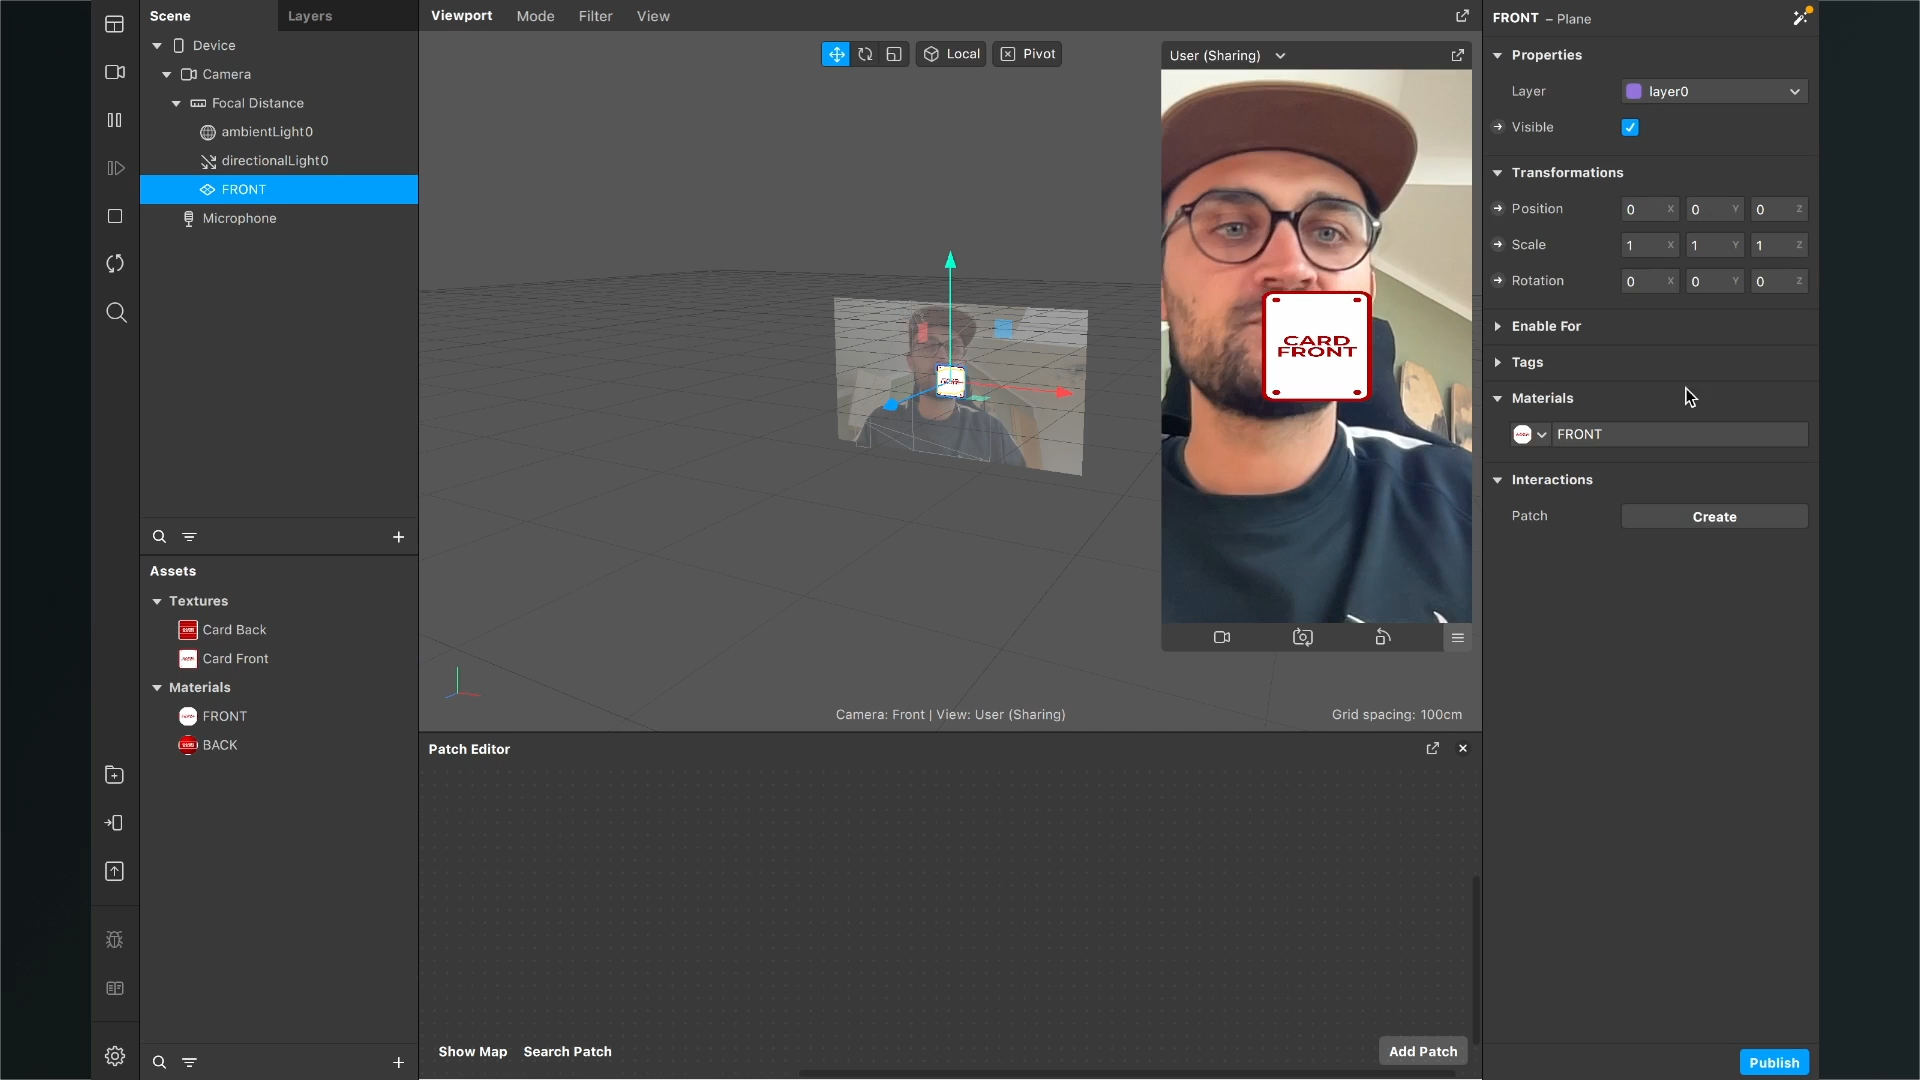 Scene
Layers
Device
Camera
Focal Distance
ambientLight0
directionalLight0
FRONT
Microphone
Assets
Textures
Card Back
Card Front
Materials
FRONT
BACK
Viewport
Mode
Filter
View
Local
Pivot
User (Sharing)
CARD
FRONT
Camera: Front | View: User (Sharing)
Grid spacing: 100cm
Patch Editor
Show Map
Search Patch
Add Patch
FRONT – Plane
Properties
Layer
layer0
Visible
Transformations
Position
0 X
0 Y
0 Z
Scale
1 X
1 Y
1 Z
Rotation
0 X
0 Y
0 Z
Enable For
Tags
Materials
FRONT
Interactions
Patch
Create
Publish